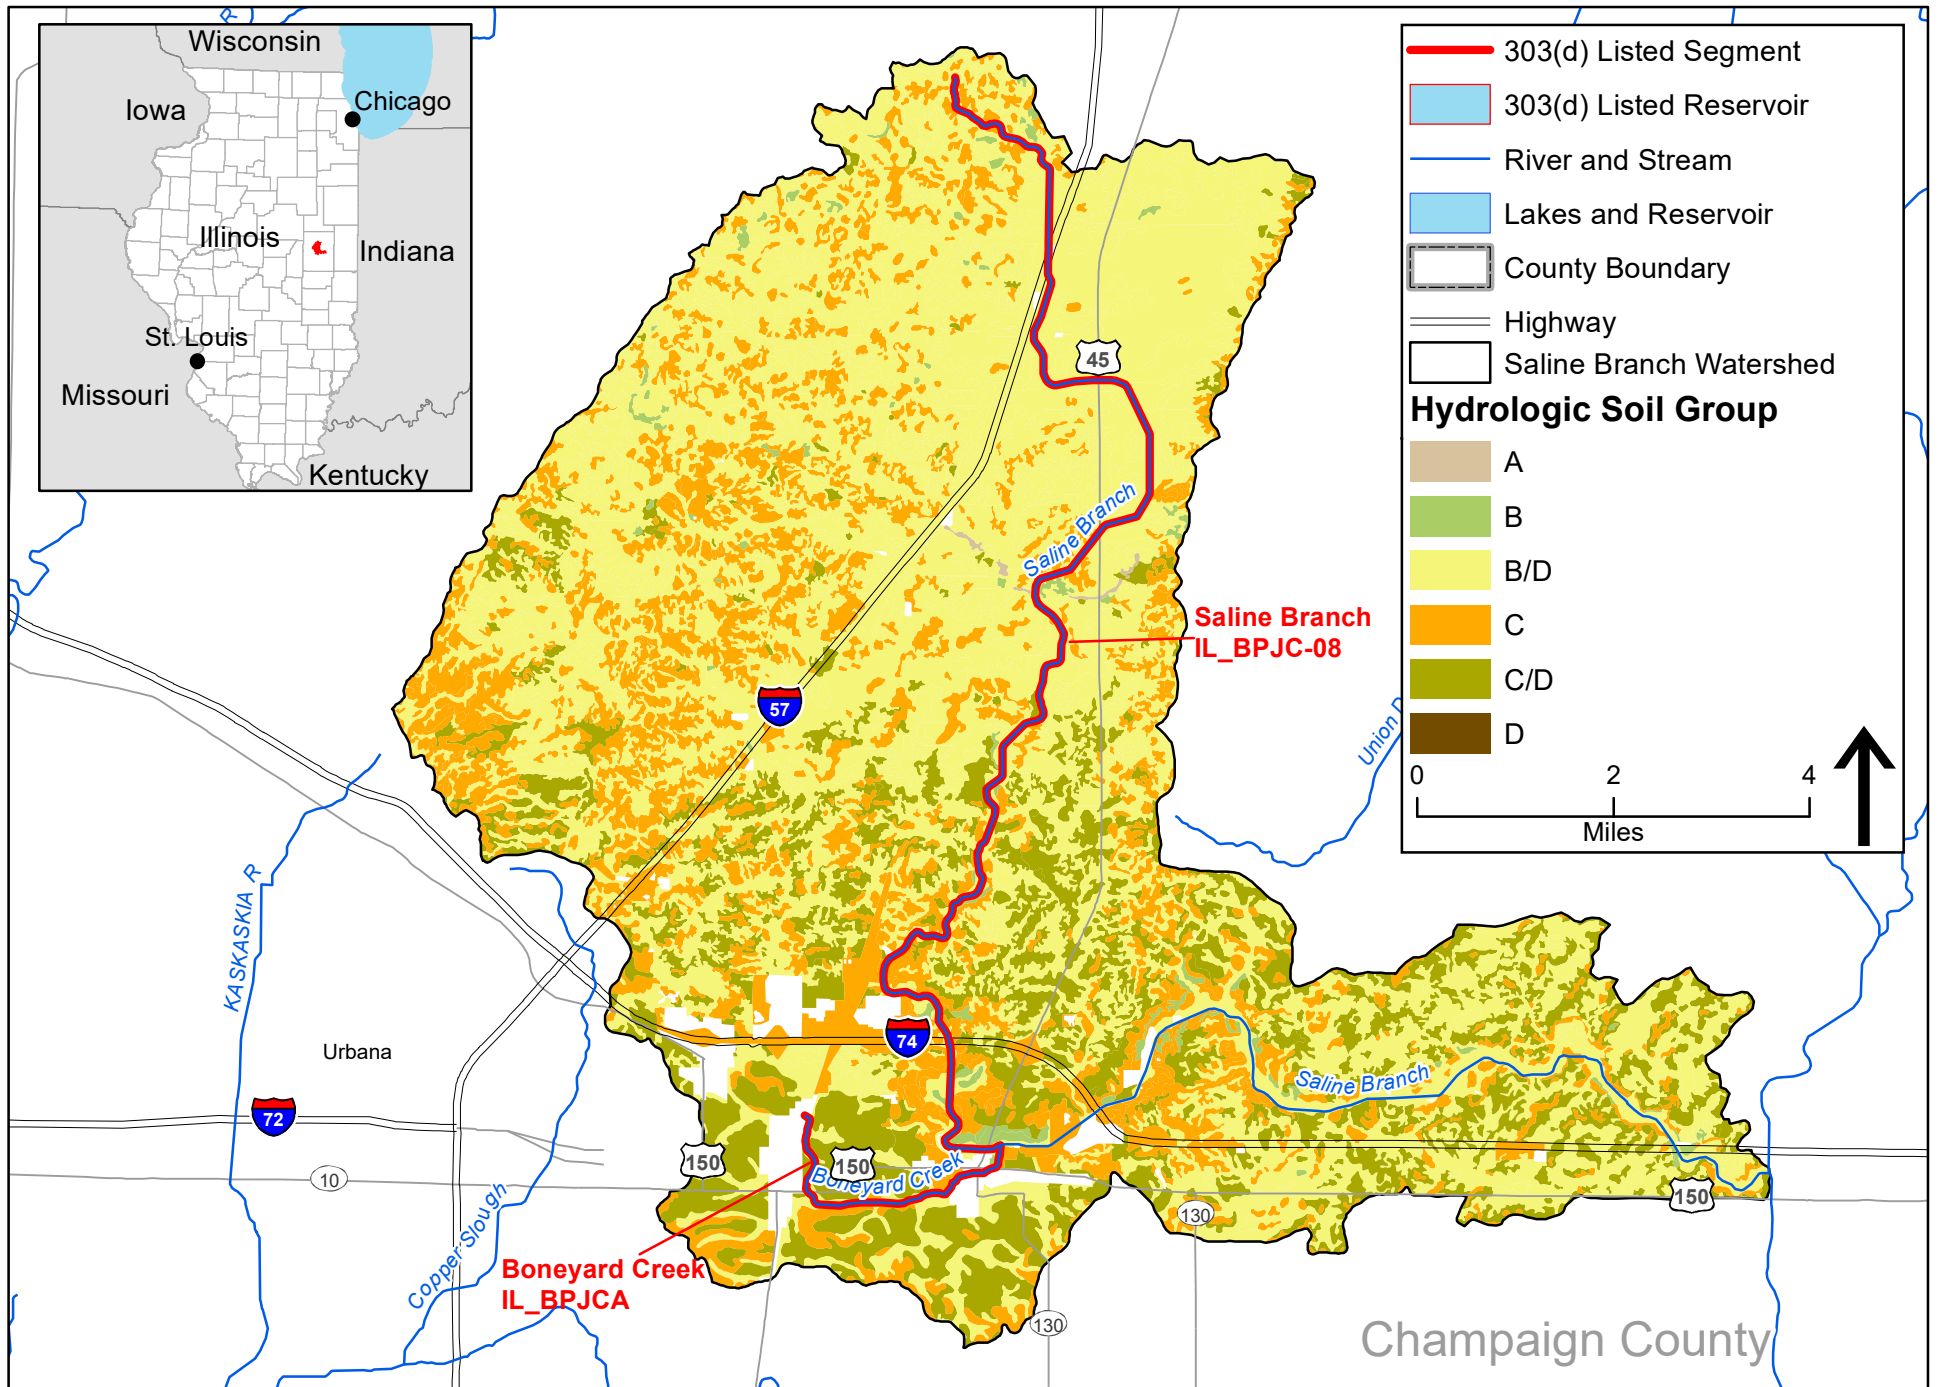 Wisconsin
Iowa
Chicago
Illinois
Indiana
St. Louis
Missouri
Kentucky
R
303(d) Listed Segment
303(d) Listed Reservoir
River and Stream
Lakes and Reservoir
County Boundary
Highway
Saline Branch Watershed
Hydrologic Soil Group
A
B
B/D
C
C/D
D
0 2 4
Miles
45
Saline Branch
Saline Branch
IL_BPJC-08
57
Union D
KASKASKIA R
Urbana
74
72
10
150
150
Boneyard Creek
Saline Branch
150
130
Copper Slough
Boneyard Creek
IL_BPJCA
130
Champaign County